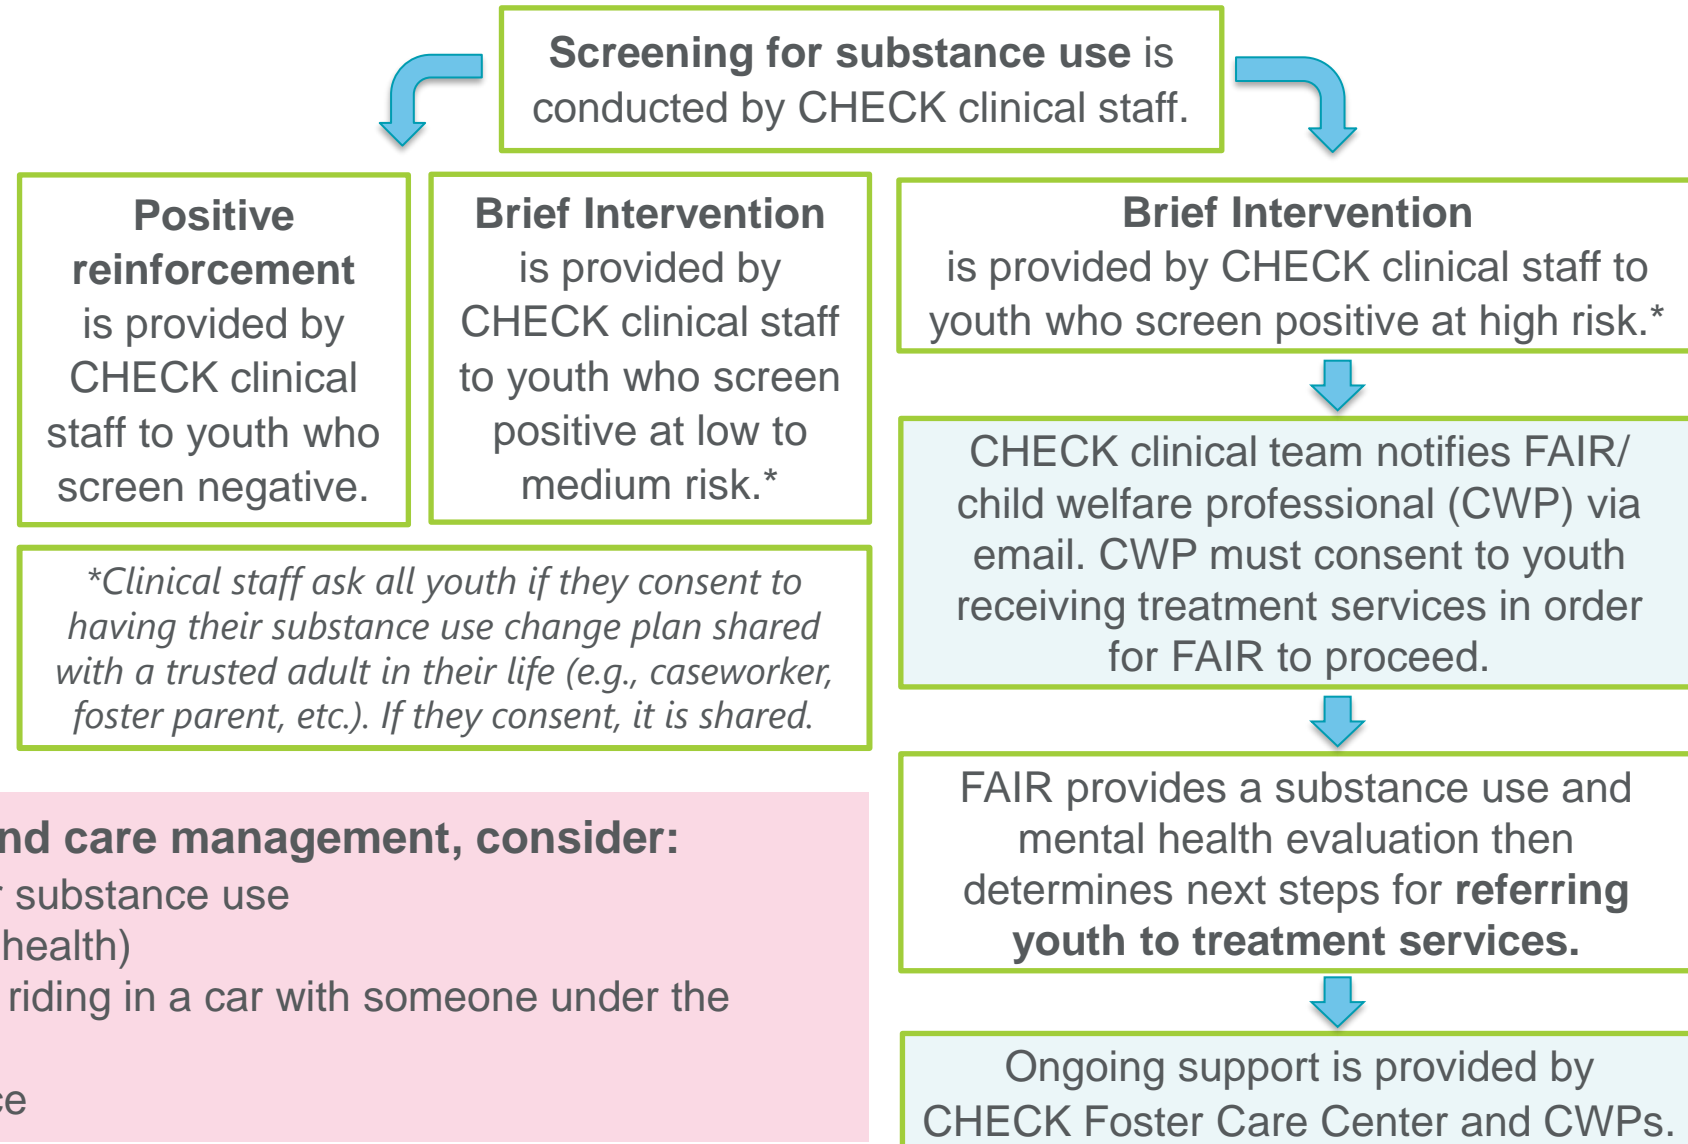 Screening for substance use is
conducted by CHECK clinical staff.
Positive
reinforcement
is provided by
CHECK clinical
staff to youth who
screen negative.
Brief Intervention
is provided by
CHECK clinical staff
to youth who screen
positive at low to
medium risk.*
*Clinical staff ask all youth if they consent to
having their substance use change plan shared
with a trusted adult in their life (e.g., caseworker,
foster parent, etc.). If they consent, it is shared.
Brief Intervention
is provided by CHECK clinical staff to
youth who screen positive at high risk.*
CHECK clinical team notifies FAIR/
child welfare professional (CWP) via
email. CWP must consent to youth
receiving treatment services in order
for FAIR to proceed.
FAIR provides a substance use and
mental health evaluation then
determines next steps for referring
youth to treatment services.
Ongoing support is provided by
CHECK Foster Care Center and CWPs.
nd care management, consider:
r substance use
health)
riding in a car with someone under the
ce